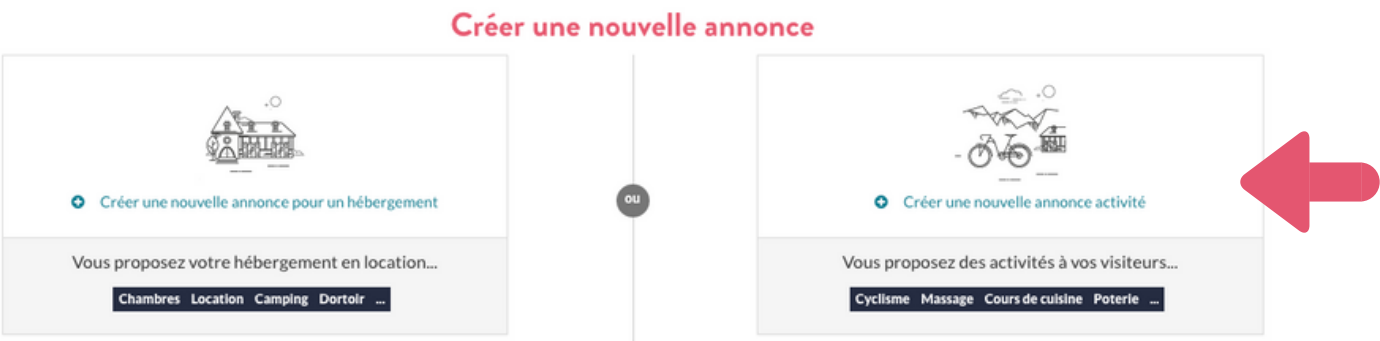 Créer une nouvelle annonce
Créer une nouvelle annonce pour un hébergement
Vous proposez votre hébergement en location...
Chambres Location Camping Dortoir ...
ou
Créer une nouvelle annonce activité
Vous proposez des activités à vos visiteurs...
Cyclisme Massage Cours de cuisine Poterie ...